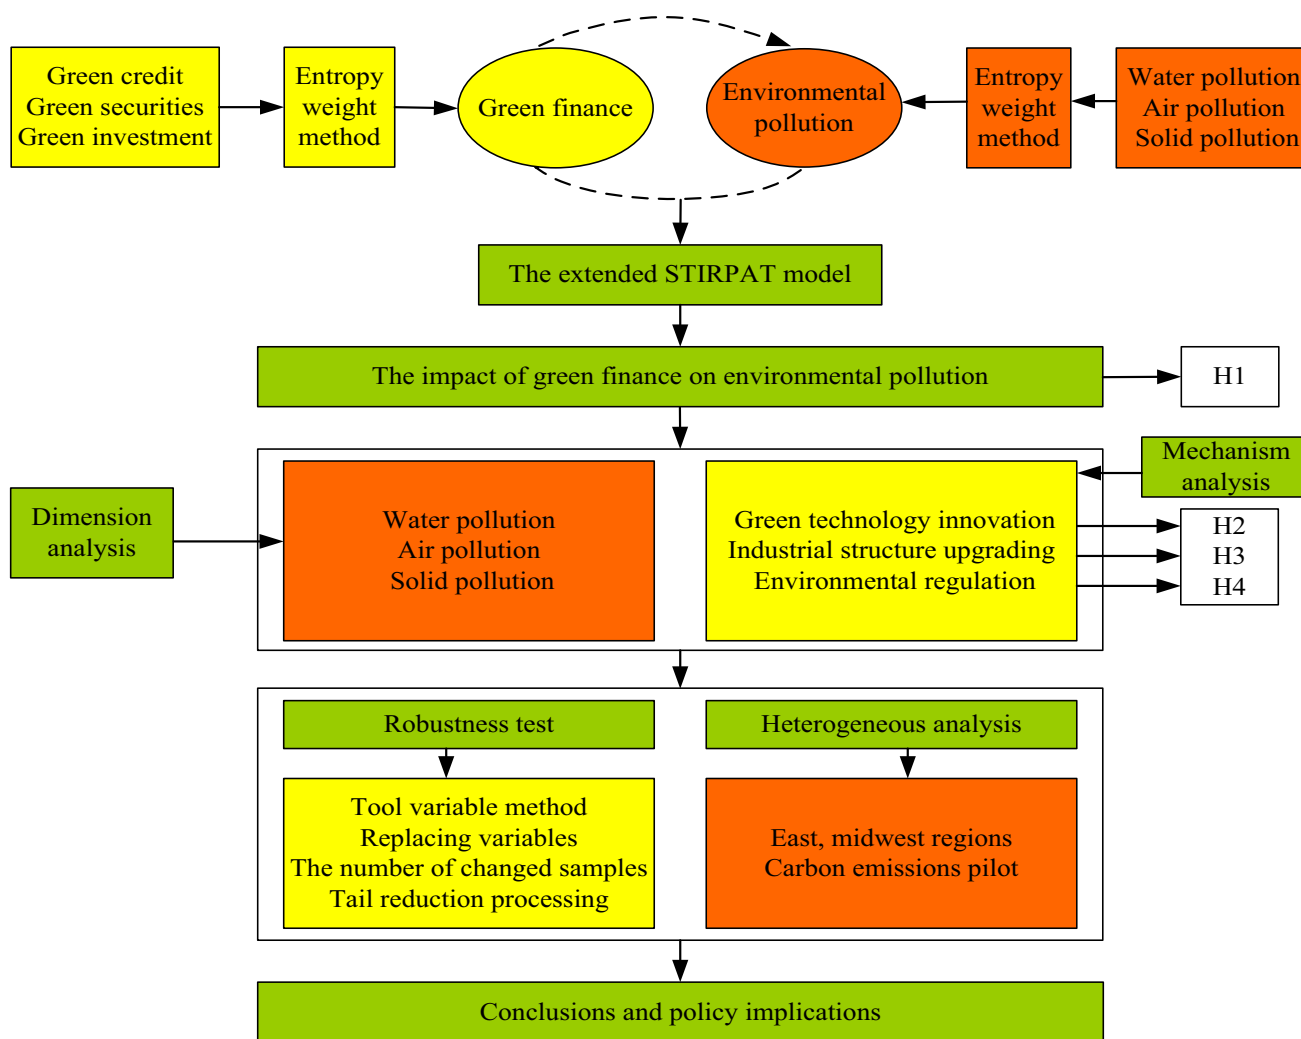 Green credit
Green securities
Green investment
Entropy
weight
method
Green finance
Environmental
pollution
Entropy
weight
method
Water pollution
Air pollution
Solid pollution
The extended STIRPAT model
The impact of green finance on environmental pollution
H1
Dimension
analysis
Water pollution
Air pollution
Solid pollution
Green technology innovation
Industrial structure upgrading
Environmental regulation
Mechanism
analysis
H2
H3
H4
Robustness test
Heterogeneous analysis
Tool variable method
Replacing variables
The number of changed samples
Tail reduction processing
East, midwest regions
Carbon emissions pilot
Conclusions and policy implications